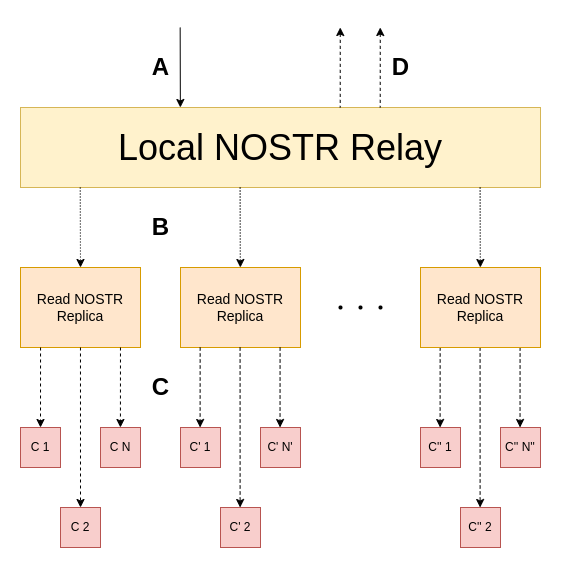 A
D
Local NOSTR Relay
B
Read NOSTR
Replica
Read NOSTR
Replica
. . .
Read NOSTR
Replica
C
C 1
C N
C' 1
C' N'
C" 1
C" N"
C 2
C' 2
C" 2